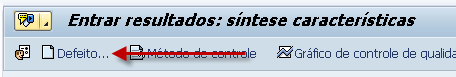 Entrar resultados: síntese características
Defeito... Método de controle Gráfico de controle de qualida